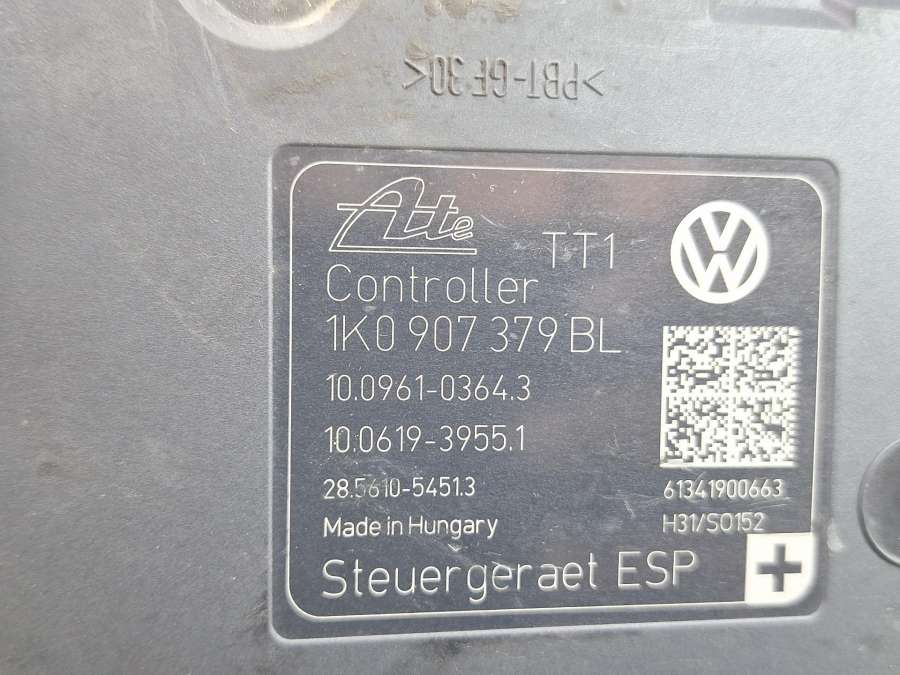 >PBT-GF30<
Ate
TT1
Controller
1K0 907 379 BL
10.0961-0364.3
10.0619-3955.1
28.5610-5451.3
61341900663
Made in Hungary
H31/S0152
Steuergeraet ESP